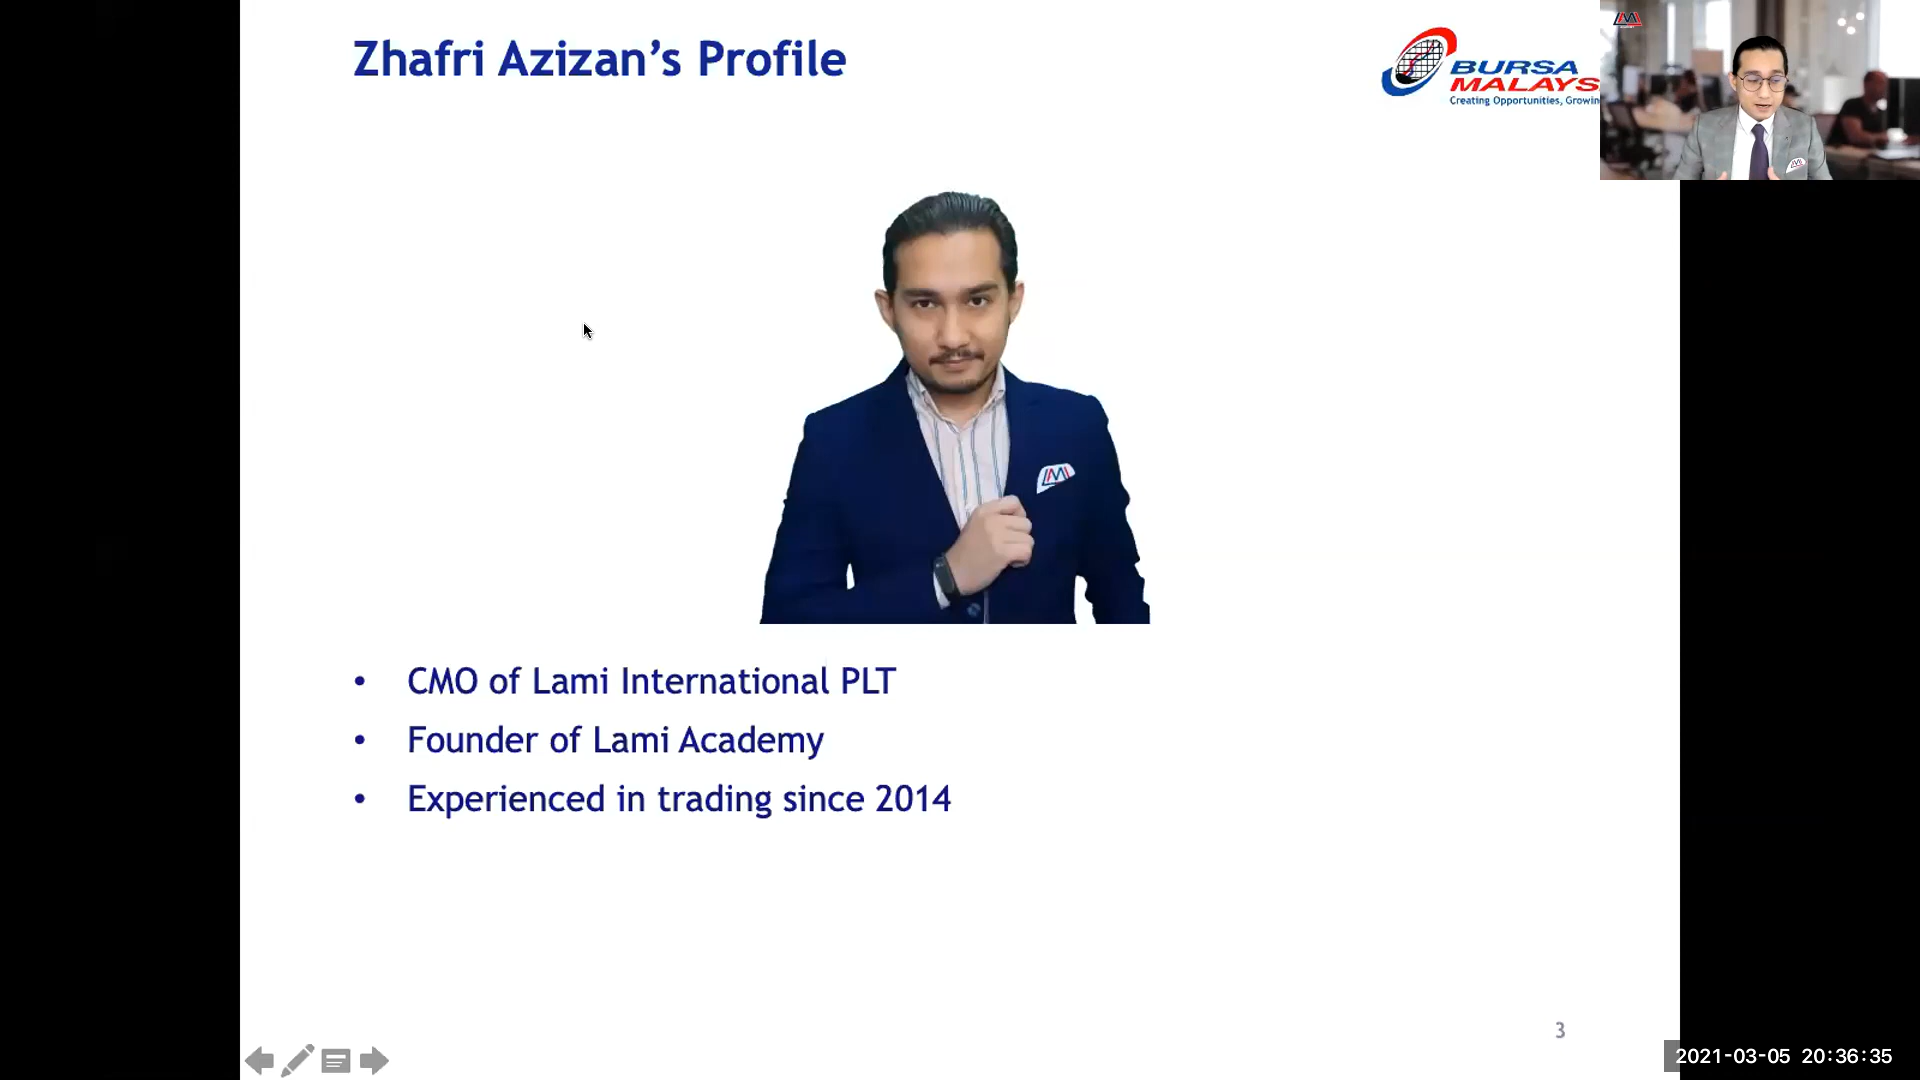 Zhafri Azizan’s Profile
BURSA
MALAYS
Creating Opportunities, Growin
• CMO of Lami International PLT
• Founder of Lami Academy
• Experienced in trading since 2014
3
2021-03-05 20:36:35